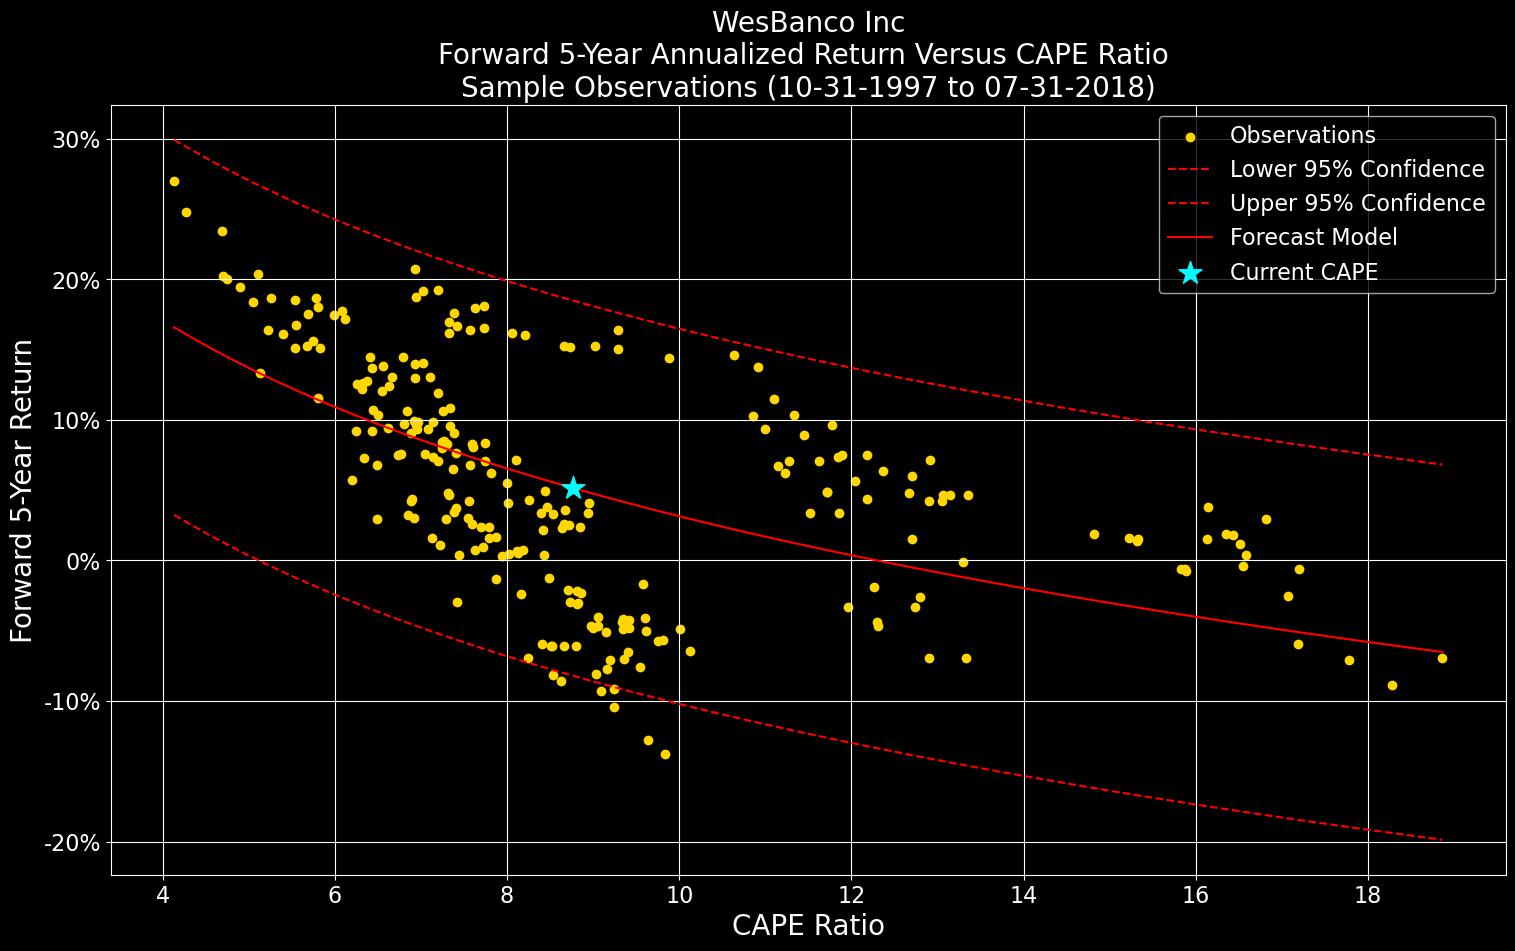 WesBanco Inc
Forward 5-Year Annualized Return Versus CAPE Ratio
Sample Observations (10-31-1997 to 07-31-2018)
Observations
Lower 95% Confidence
Upper 95% Confidence
Forecast Model
Current CAPE
Forward 5-Year Return
30%
20%
10%
0%
-10%
-20%
4 6 8 10 12 14 16 18
CAPE Ratio